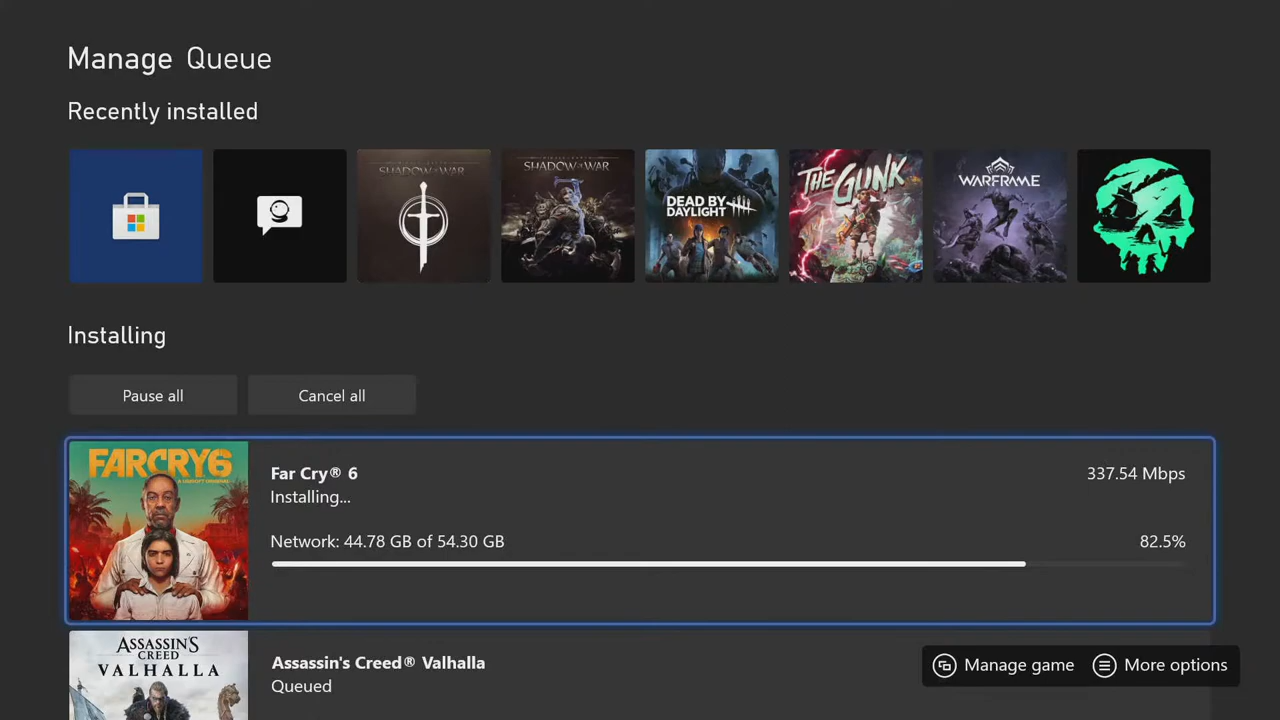 Manage Queue
Recently installed
SHADOW OF WAR
SHADOW OF WAR
DEAD BY
DAYLIGHT
THE GUNK
WARFRAME
Installing
Pause all
Cancel all
FARCRY6
A UBISOFT ORIGINAL
Far Cry® 6
337.54 Mbps
Installing...
Network: 44.78 GB of 54.30 GB
82.5%
ASSASSIN'S
CREED
VALHALLA
Assassin's Creed® Valhalla
Queued
Manage game
More options